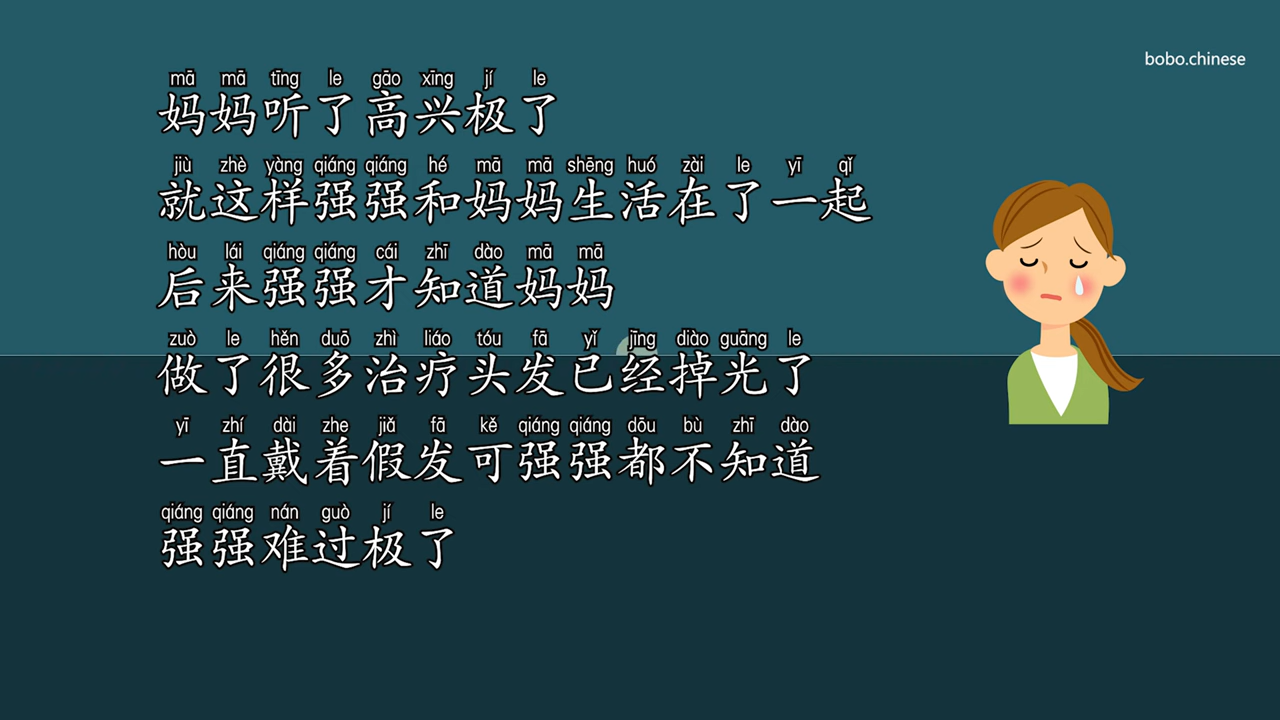 bobo.chinese
mā mā tīng le gāo xīng jí le
妈妈听了高兴极了
jiù zhè yàng qiáng qiáng hé mā mā shēng huó zài le yī qǐ
就这样强强和妈妈生活在了一起
hòu lái qiáng qiáng cái zhī dào mā mā
后来强强才知道妈妈
zuò le hěn duō zhì liáo tóu fā yǐ jīng diào guāng le
做了很多治疗头发已经掉光了
yī zhí dài zhe jiǎ fā kě qiáng qiáng dōu bù zhī dào
一直戴着假发可强强都不知道
qiáng qiáng nán guò jí le
强强难过极了